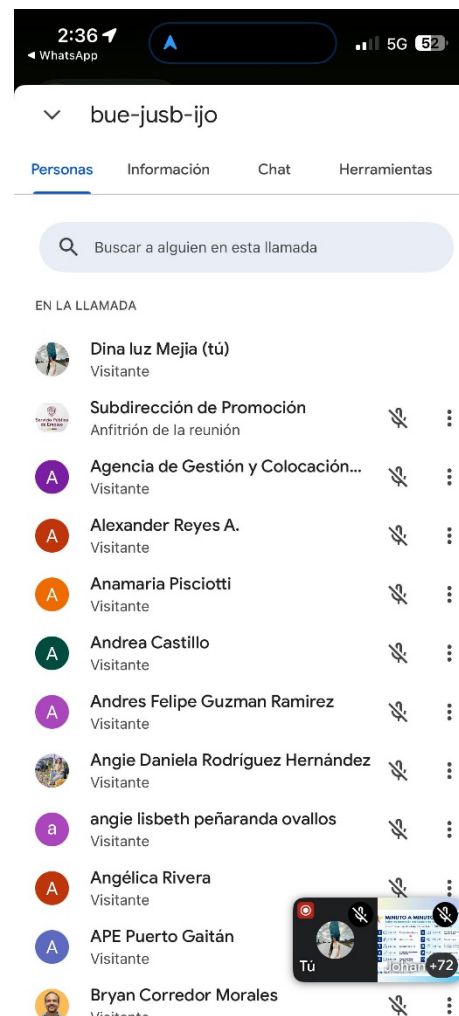 2:36
5G 52
WhatsApp
bue-jusb-ijo
Personas Información Chat Herramientas
Buscar a alguien en esta llamada
EN LA LLAMADA
Dina luz Mejia (tú)
Visitante
Subdirección de Promoción
Anfitrión de la reunión
A
Agencia de Gestión y Colocación...
Visitante
A
Alexander Reyes A.
Visitante
A
Anamaria Pisciotti
Visitante
A
Andrea Castillo
Visitante
A
Andres Felipe Guzman Ramirez
Visitante
Angie Daniela Rodríguez Hernández
Visitante
a
angie lisbeth peñaranda ovallos
Visitante
A
Angélica Rivera
Visitante
A
APE Puerto Gaitán
Visitante
MINUTO A MINUTO
Tú
Johan +72
Bryan Corredor Morales
Visitante